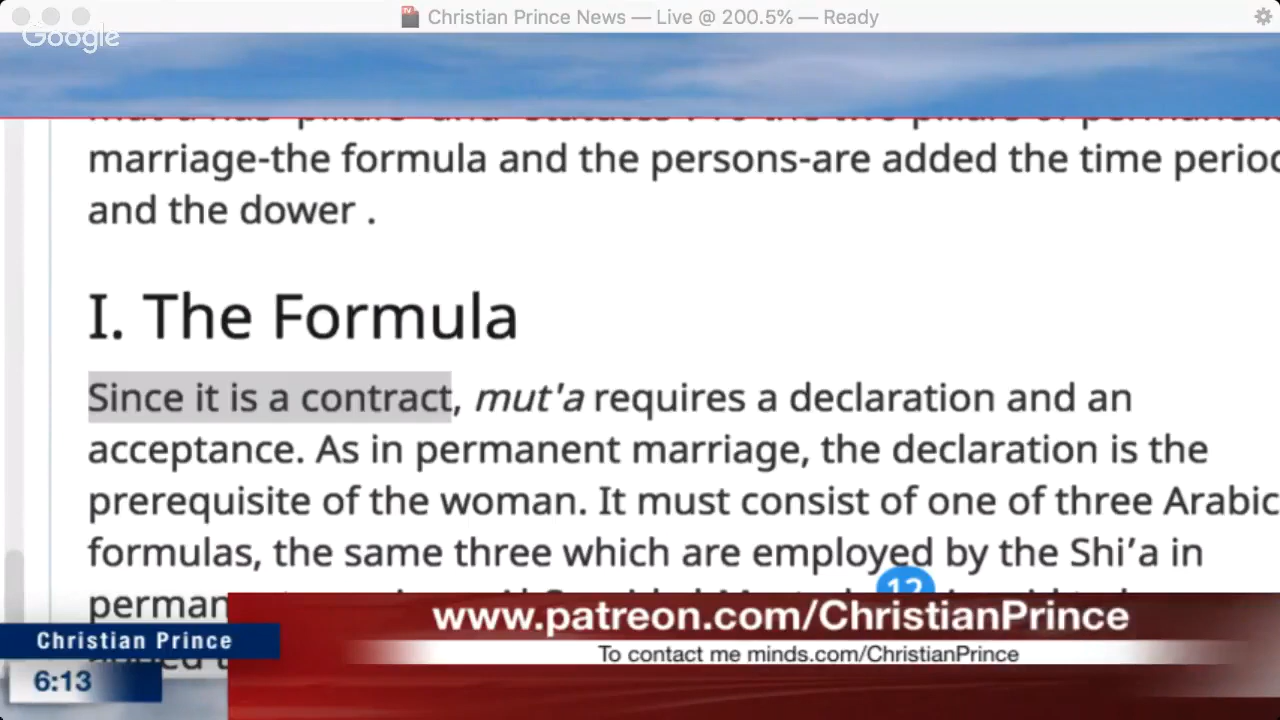 Christian Prince News — Live @ 200.5% — Ready
Google
marriage-the formula and the persons-are added the time
and the dower .
I. The Formula
Since it is a contract, mut'a requires a declaration and an
acceptance. As in permanent marriage, the declaration is the
prerequisite of the woman. It must consist of one of three Arabic
formulas, the same three which are employed by the Shi’a in
12
www.patreon.com/ChristianPrince
Christian Prince
To contact me minds.com/ChristianPrince
6:13